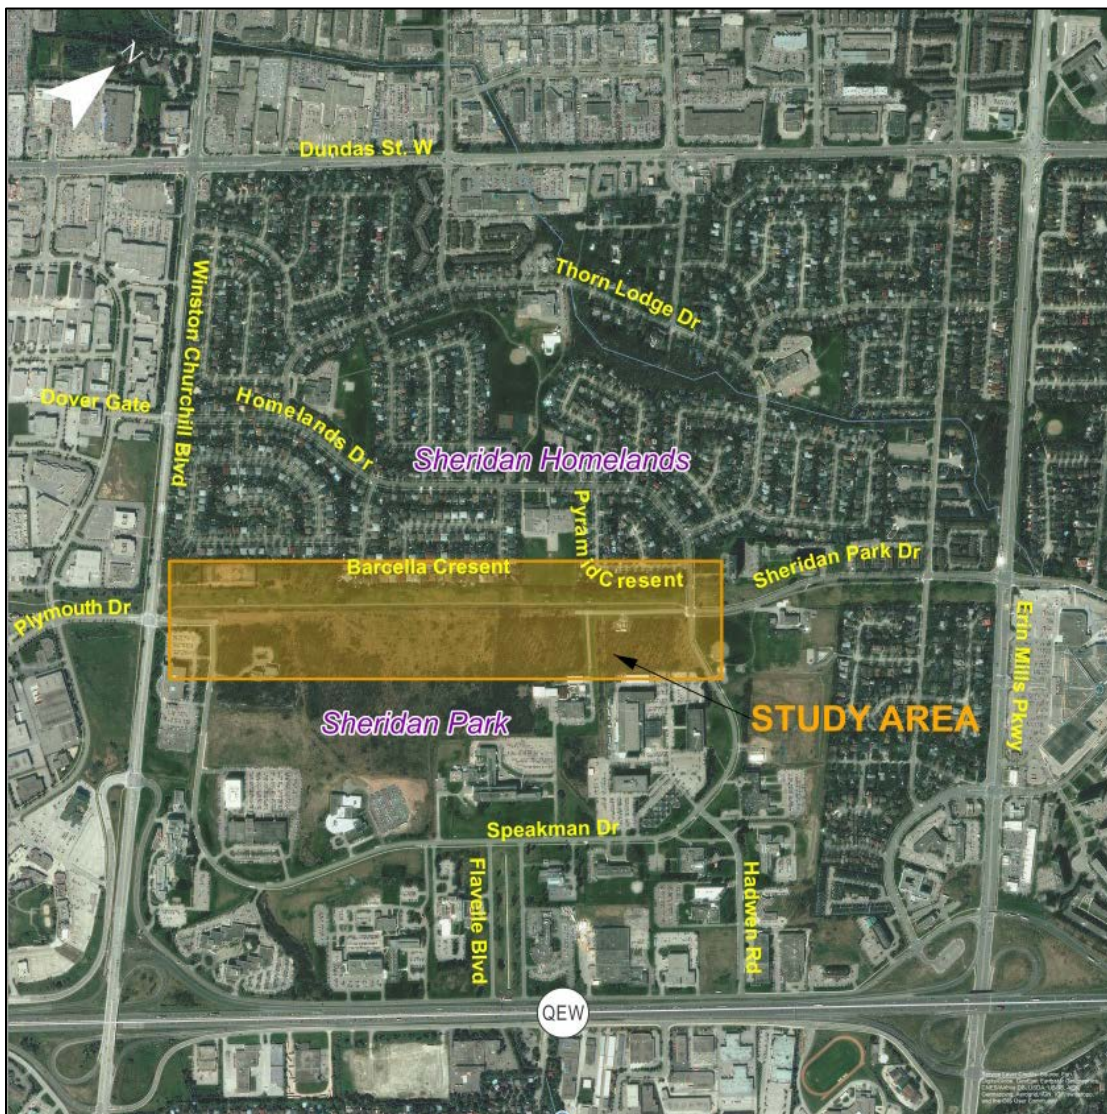 N
Dundas St. W
Thorn Lodge Dr
Winston Churchill Blvd
Dover Gate
Homelands Dr
Sheridan Homelands
Pyramid Cresent
Barcella Cresent
Sheridan Park Dr
Plymouth Dr
Erin Mills Pkwy
Sheridan Park
STUDY AREA
Speakman Dr
Flavelle Blvd
Hadwen Rd
QEW